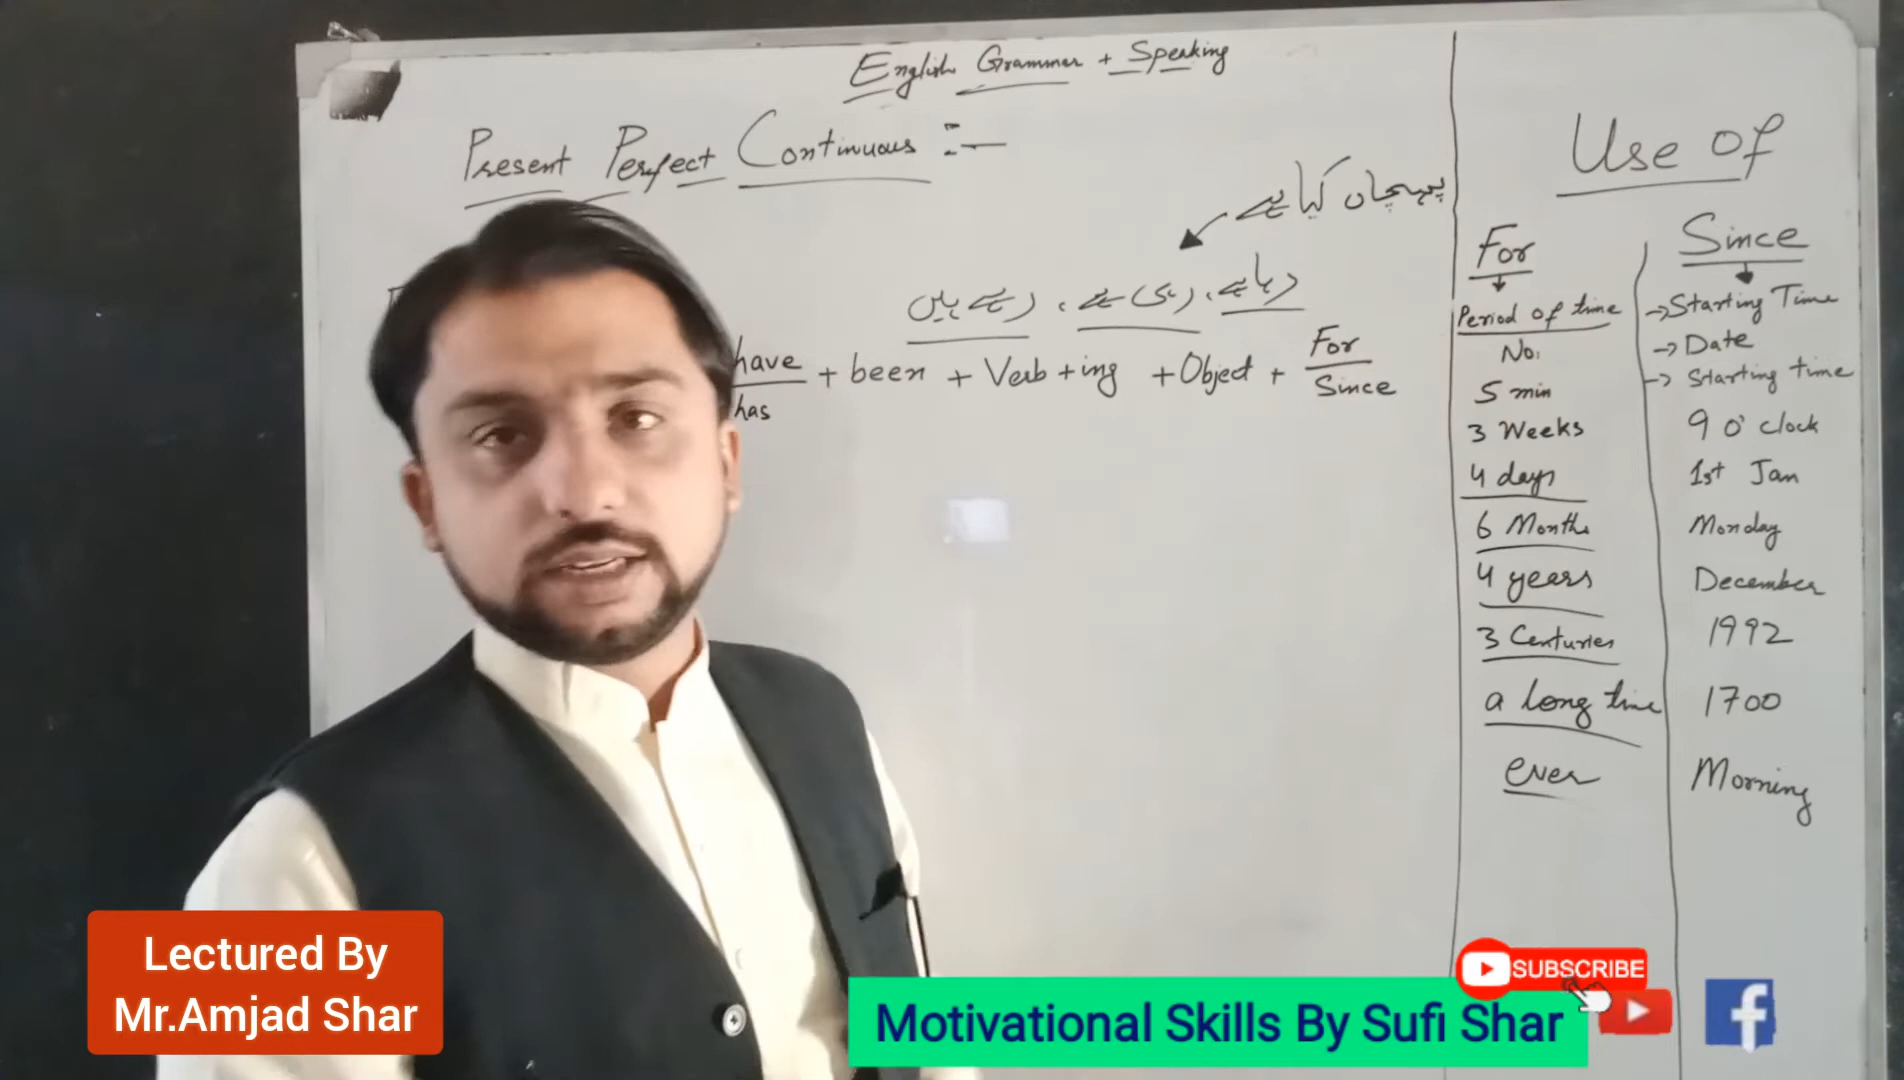 English Grammar + Speaking
Present Perfect Continuous :-
پہچان کیا ہے
رہا ہے، رہی ہے، رہے ہیں
have
has
+ been + Verb + ing + Object +
For
Since
Use Of
For
Period of time
No:
5 min
3 Weeks
4 days
6 Months
4 years
3 Centuries
a long time
ever
Since
→ Starting Time
→ Date
→ Starting time
9 o'clock
1st Jan
Monday
December
1992
1700
Morning
Lectured By
Mr.Amjad Shar
Motivational Skills By Sufi Shar
SUBSCRIBE